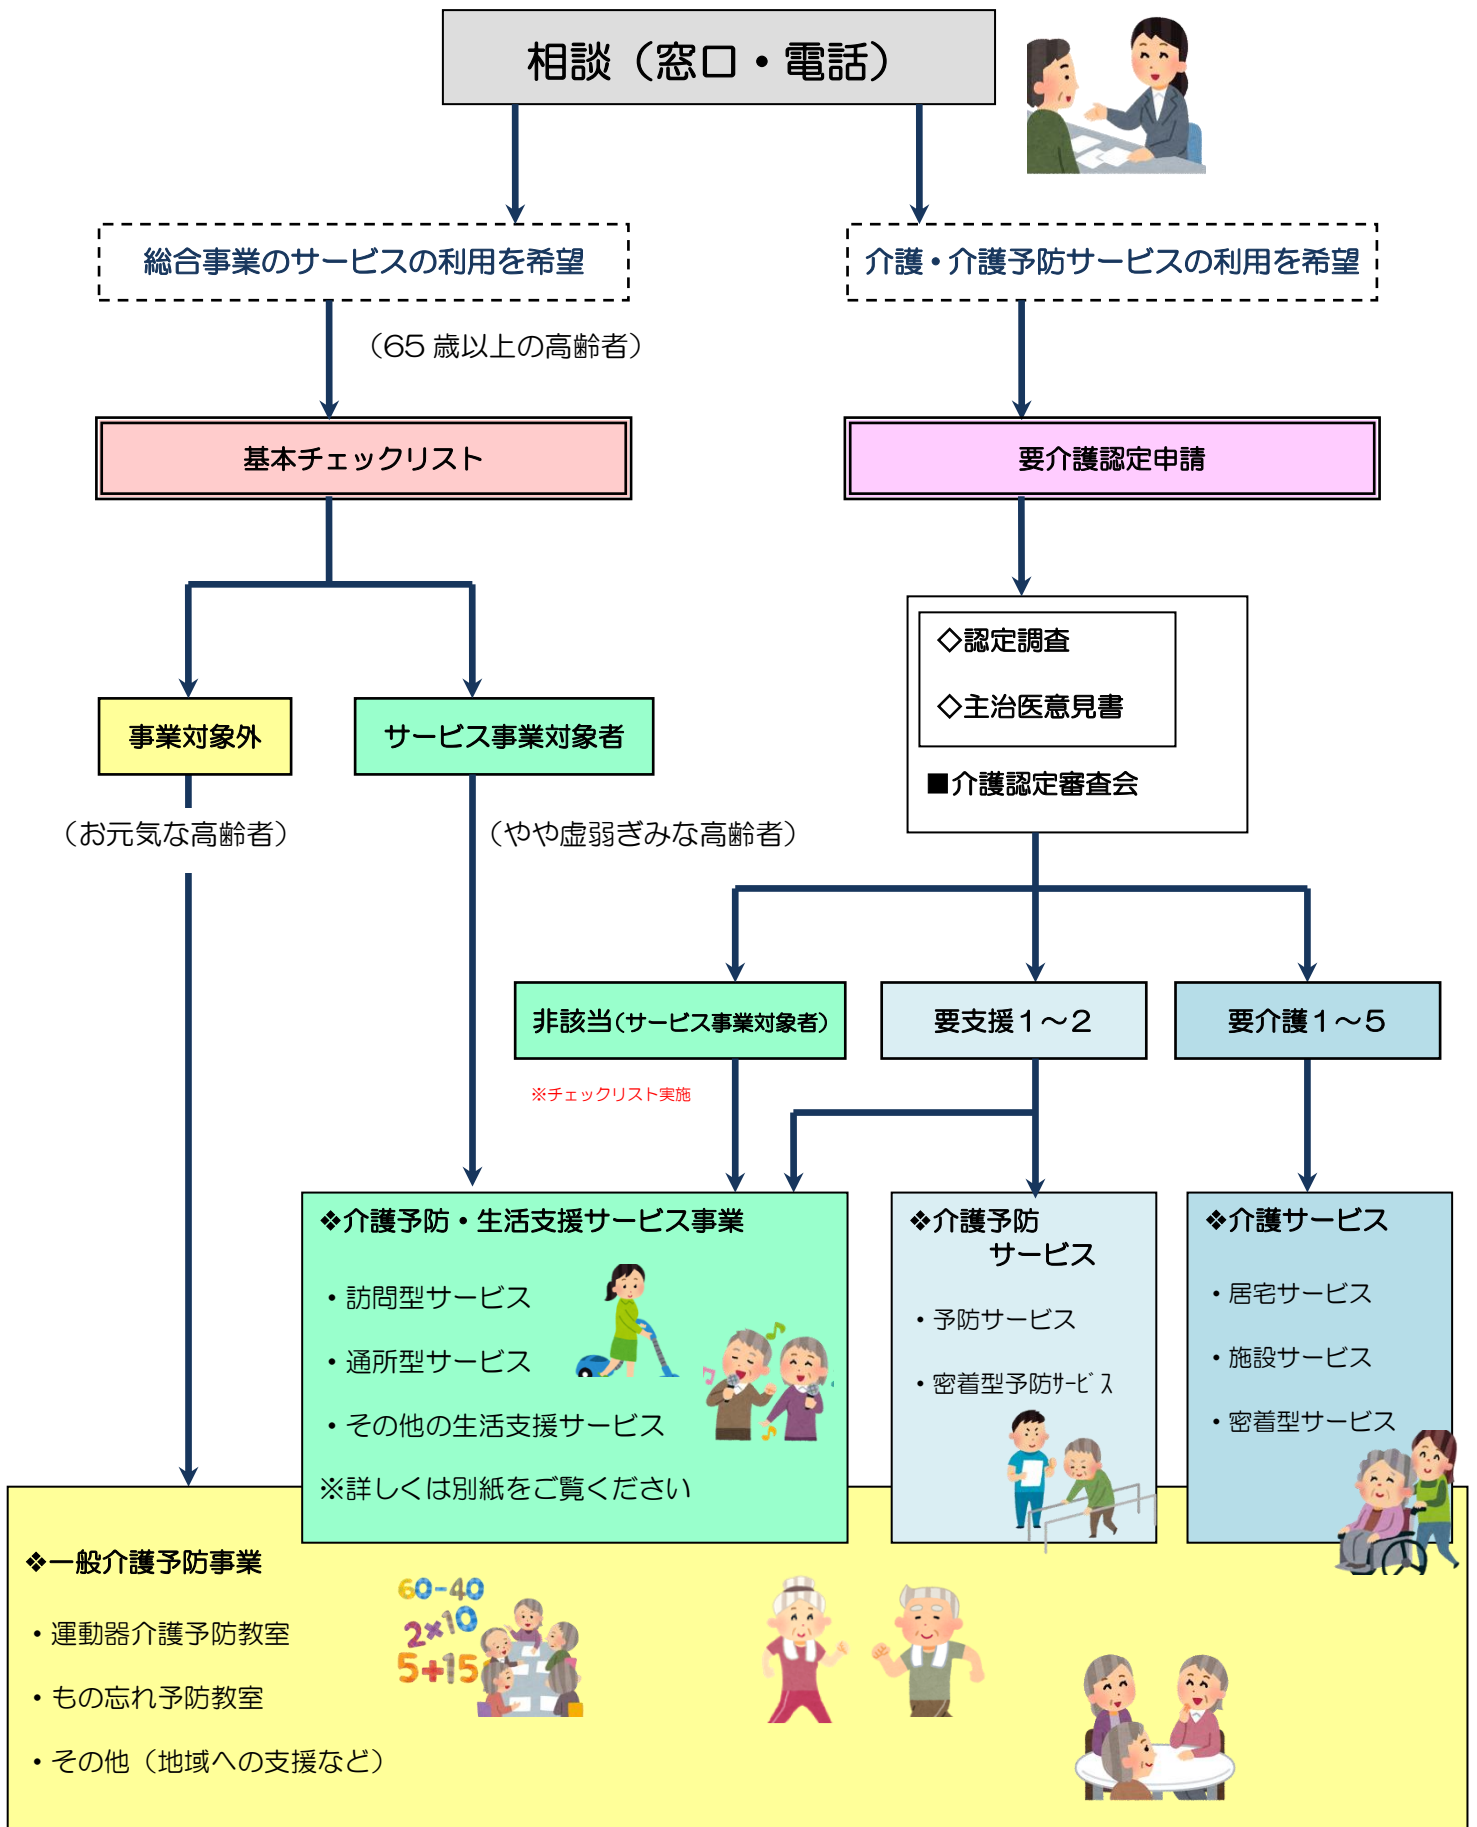 相談（窓口・電話）
総合事業のサービスの利用を希望
介護・介護予防サービスの利用を希望
（65歳以上の高齢者）
基本チェックリスト
要介護認定申請
◇認定調査
◇主治医意見書
■介護認定審査会
事業対象外
サービス事業対象者
（お元気な高齢者）
（やや虚弱ぎみな高齢者）
非該当（サービス事業対象者）
要支援１～２
要介護１～５
※チェックリスト実施
❖介護予防・生活支援サービス事業
・訪問型サービス
・通所型サービス
・その他の生活支援サービス
※詳しくは別紙をご覧ください
❖介護予防
サービス
・予防サービス
・密着型予防ｻｰﾋﾞｽ
❖介護サービス
・居宅サービス
・施設サービス
・密着型サービス
❖一般介護予防事業
・運動器介護予防教室
・もの忘れ予防教室
・その他（地域への支援など）
60-40
2×10
5+15